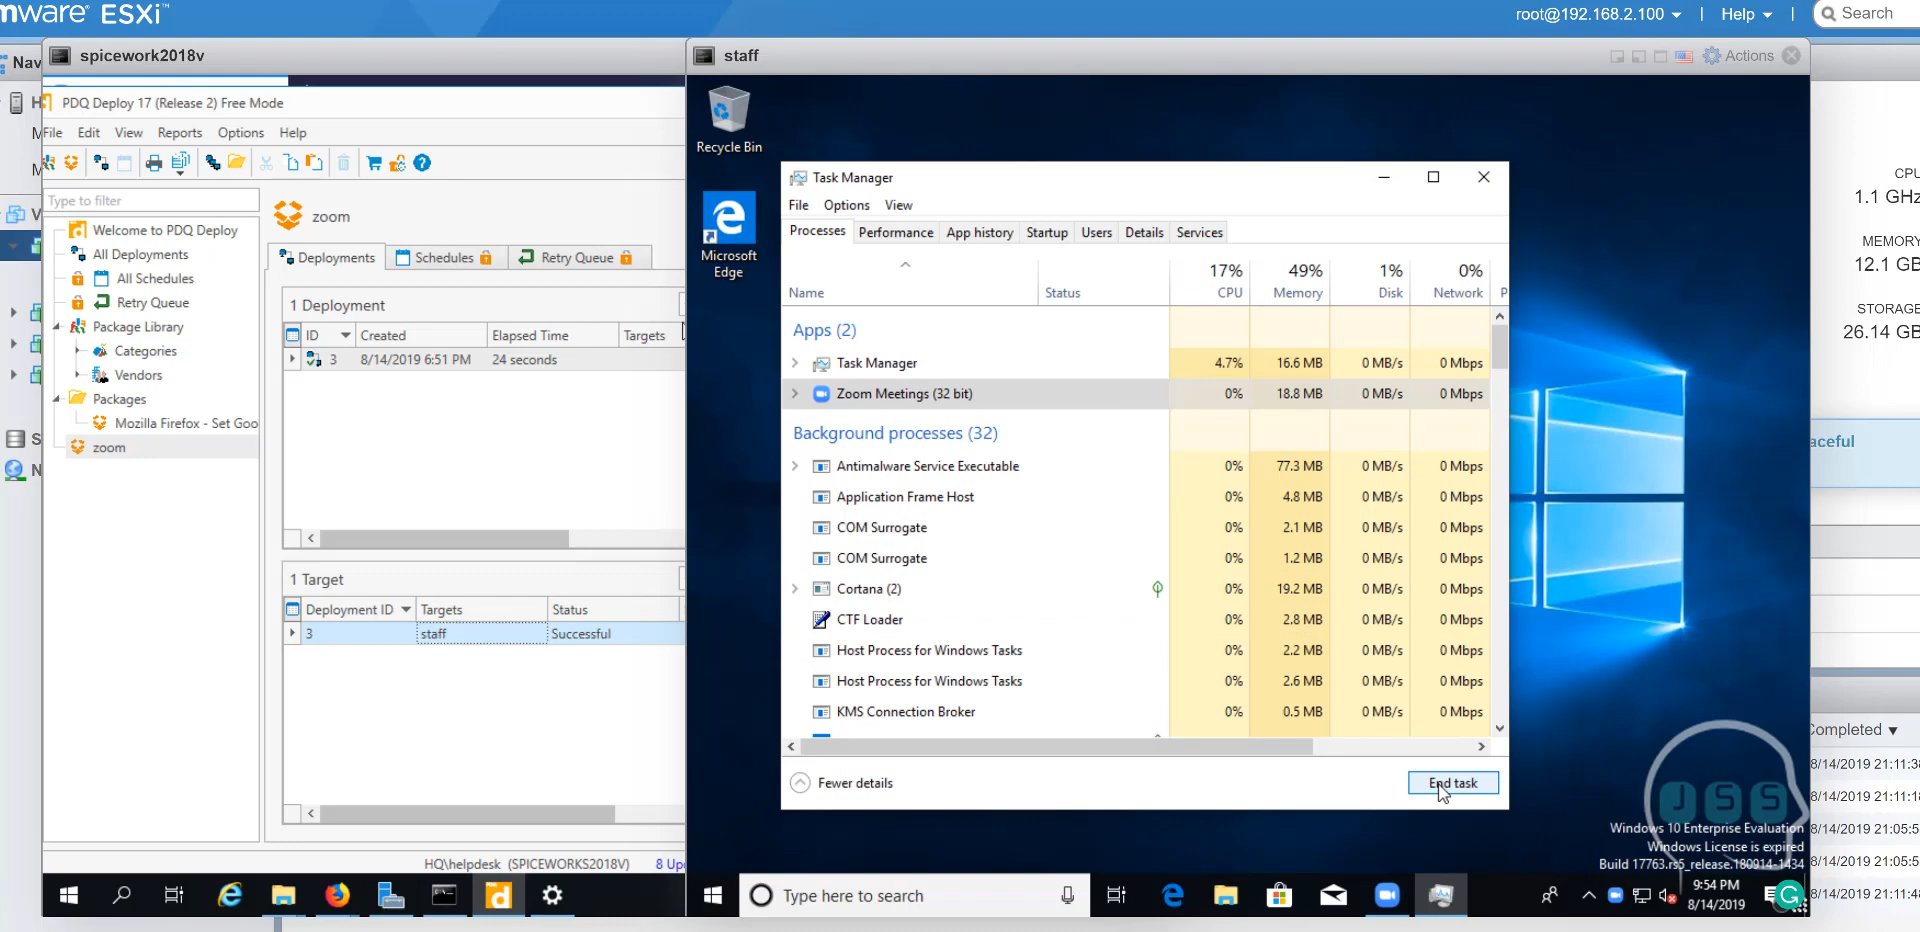 mware® ESXi™
root@192.168.2.100
Help
Search
Nav
spicework2018v
PDQ Deploy 17 (Release 2) Free Mode
File Edit View Reports Options Help
Type to filter
Welcome to PDQ Deploy
All Deployments
All Schedules
Retry Queue
Package Library
Categories
Vendors
Packages
Mozilla Firefox - Set Goo
zoom
zoom
Deployments Schedules Retry Queue
1 Deployment
ID Created Elapsed Time Targets
3 8/14/2019 6:51 PM 24 seconds
1 Target
Deployment ID Targets Status
3 staff Successful
HQ\helpdesk (SPICEWORKS2018V) 8 Up
staff
Actions
Recycle Bin
Microsoft
Edge
Task Manager
File Options View
Processes Performance App history Startup Users Details Services
17% 49% 1% 0%
Name Status CPU Memory Disk Network P
Apps (2)
Task Manager 4.7% 16.6 MB 0 MB/s 0 Mbps
Zoom Meetings (32 bit) 0% 18.8 MB 0 MB/s 0 Mbps
Background processes (32)
Antimalware Service Executable 0% 77.3 MB 0 MB/s 0 Mbps
Application Frame Host 0% 4.8 MB 0 MB/s 0 Mbps
COM Surrogate 0% 2.1 MB 0 MB/s 0 Mbps
COM Surrogate 0% 1.2 MB 0 MB/s 0 Mbps
Cortana (2) 0% 19.2 MB 0 MB/s 0 Mbps
CTF Loader 0% 2.8 MB 0 MB/s 0 Mbps
Host Process for Windows Tasks 0% 2.2 MB 0 MB/s 0 Mbps
Host Process for Windows Tasks 0% 2.6 MB 0 MB/s 0 Mbps
KMS Connection Broker 0% 0.5 MB 0 MB/s 0 Mbps
Fewer details
End task
JSS
Windows 10 Enterprise Evaluation
Windows License is expired
Build 17763.rs5_release.180914-1434
Type here to search
9:54 PM
8/14/2019
CPU
1.1 GHz
MEMORY
12.1 GB
STORAGE
26.14 GB
aceful
Completed ▼
8/14/2019 21:11:38
8/14/2019 21:11:18
8/14/2019 21:05:5
8/14/2019 21:05:5
8/14/2019 21:11:48